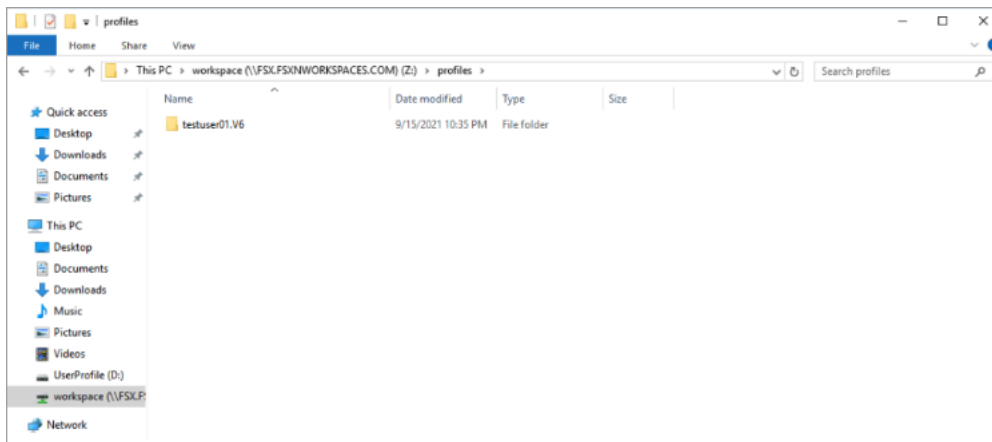 profiles
File Home Share View
This PC workspace (\\FSX.FSXNWORKSPACES.COM) (Z:) profiles
Search profiles
Name Date modified Type Size
testuser01.V6 9/15/2021 10:35 PM File folder
Quick access
Desktop
Downloads
Documents
Pictures
This PC
Desktop
Documents
Downloads
Music
Pictures
Videos
UserProfile (D:)
workspace (\\FSX.F
Network